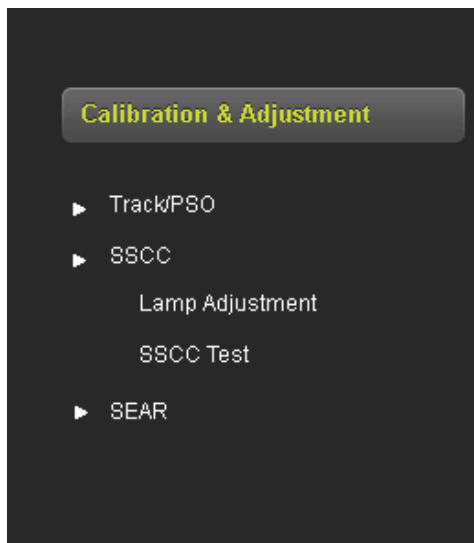 Calibration & Adjustment
Track/PSO
SSCC
Lamp Adjustment
SSCC Test
SEAR